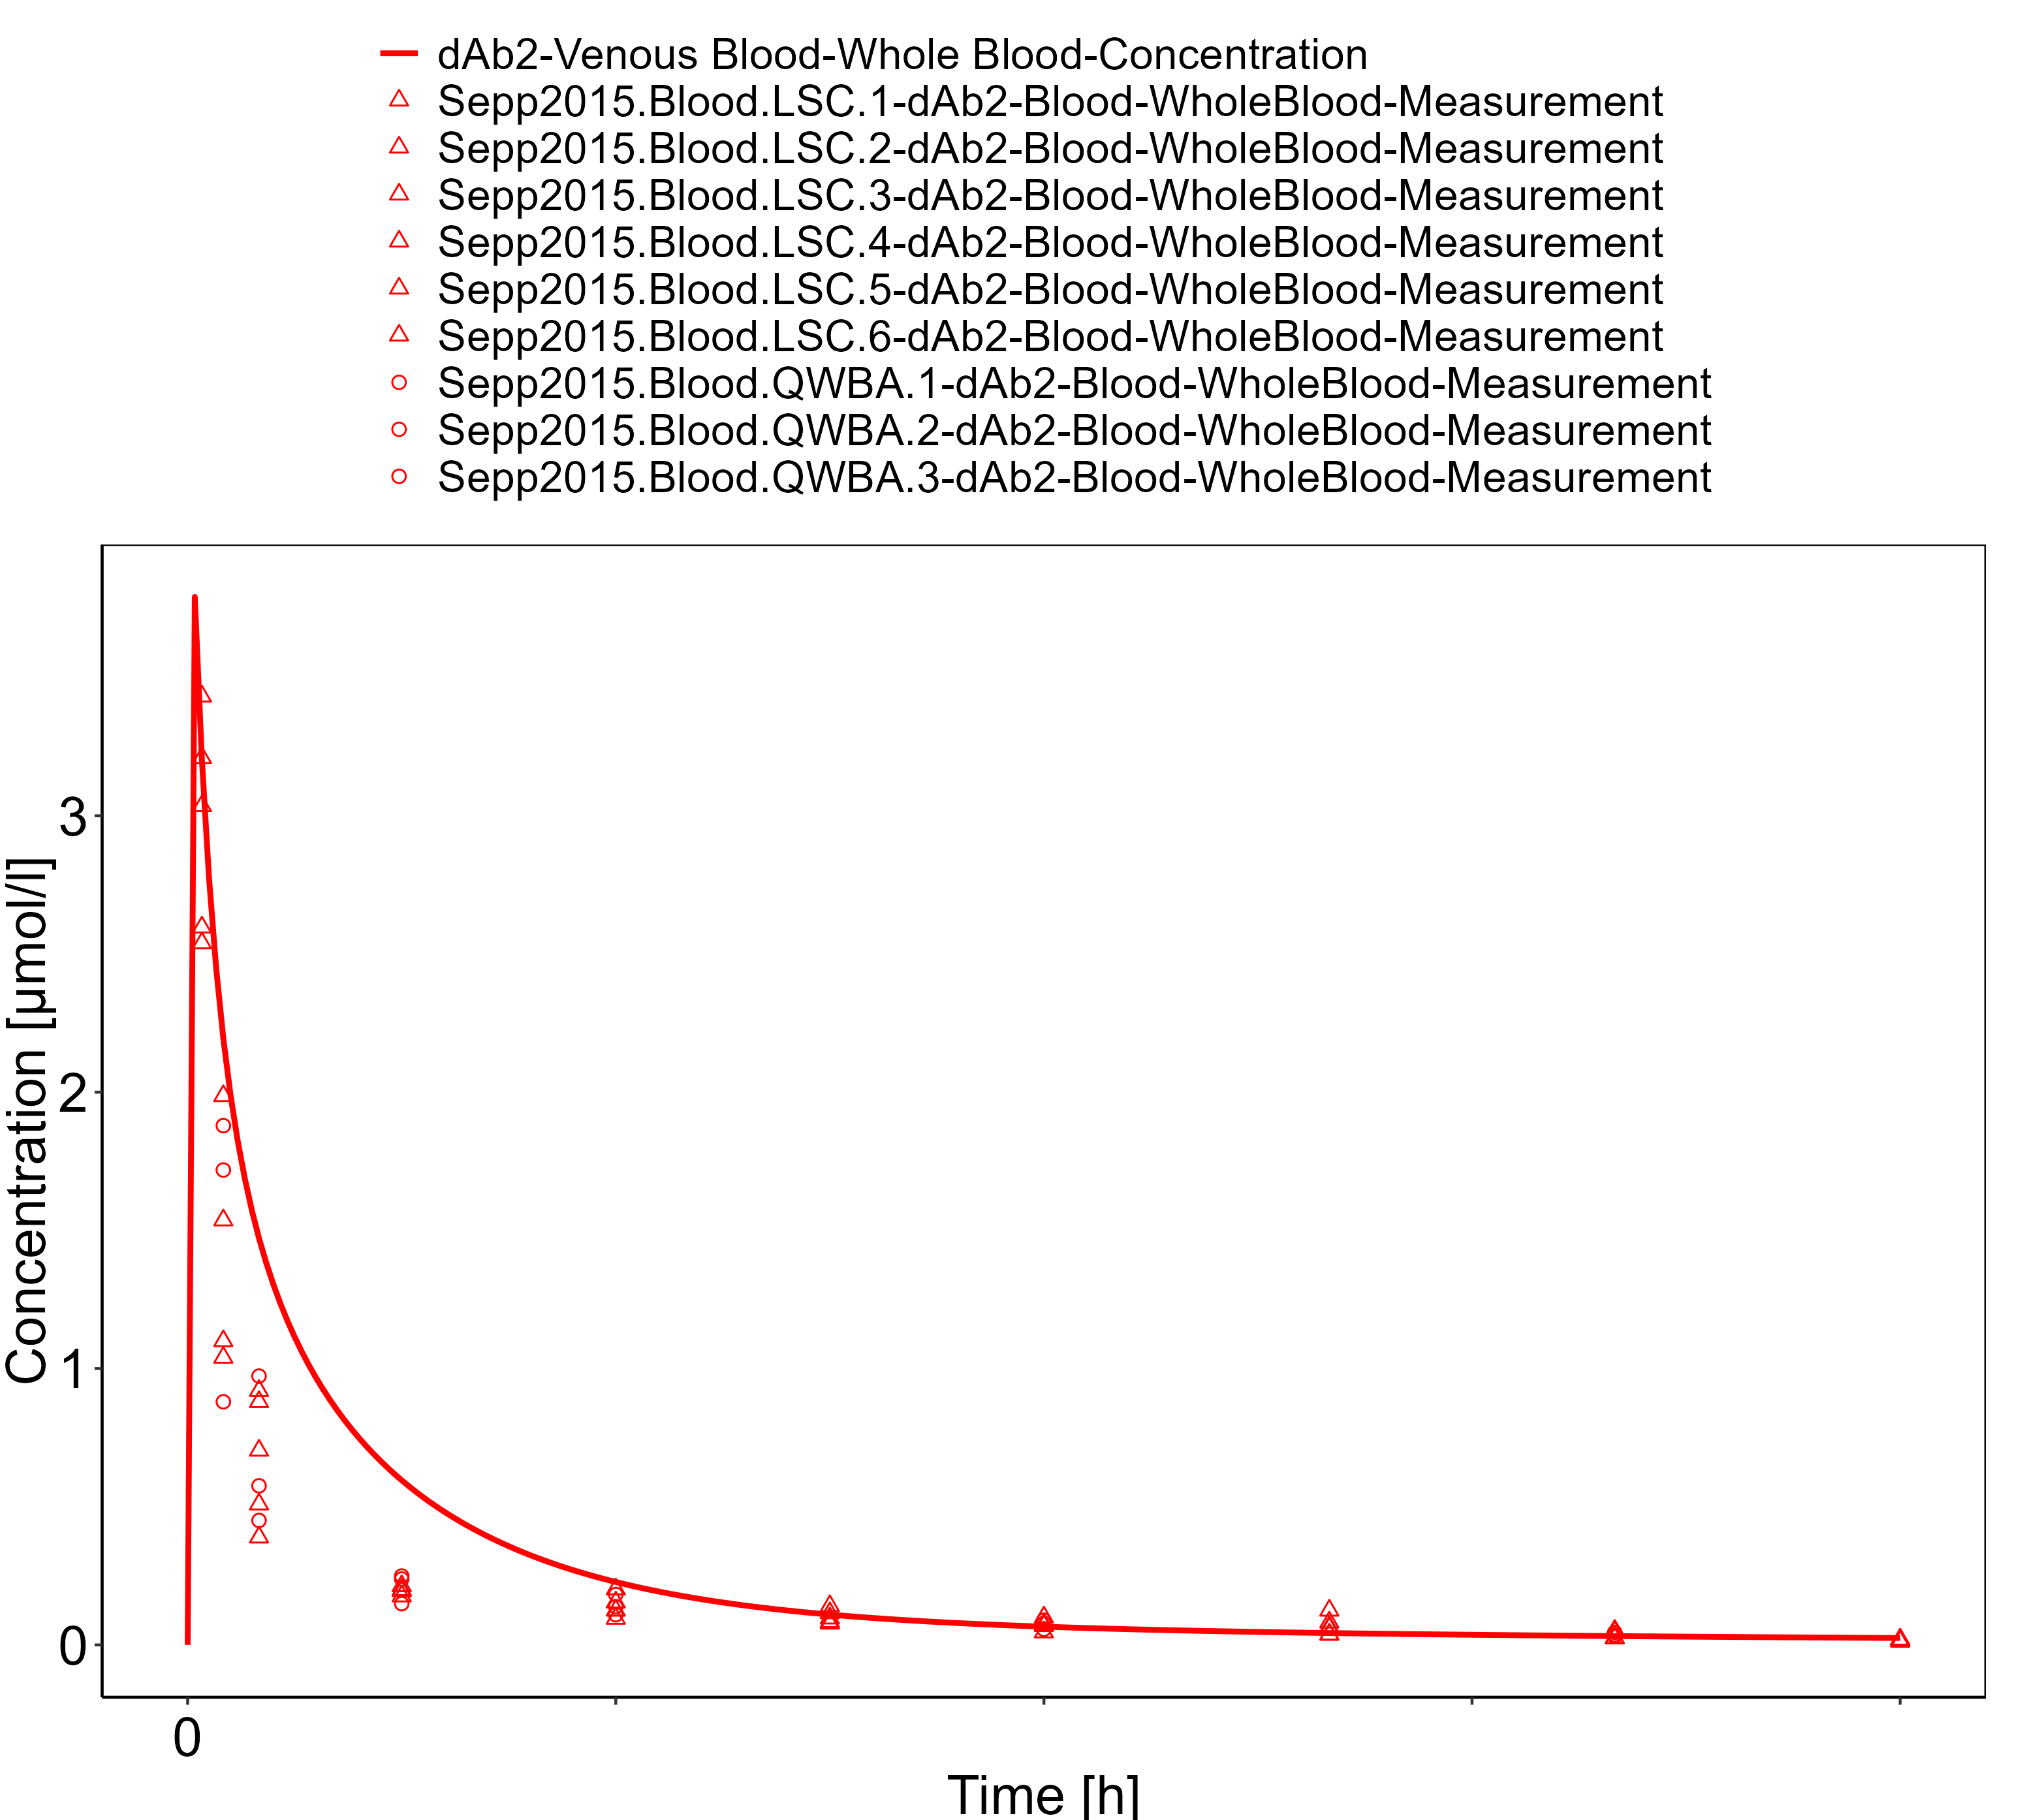 dAb2-Venous Blood-Whole Blood-Concentration
Sepp2015.Blood.LSC.1-dAb2-Blood-WholeBlood-Measurement
Sepp2015.Blood.LSC.2-dAb2-Blood-WholeBlood-Measurement
Sepp2015.Blood.LSC.3-dAb2-Blood-WholeBlood-Measurement
Sepp2015.Blood.LSC.4-dAb2-Blood-WholeBlood-Measurement
Sepp2015.Blood.LSC.5-dAb2-Blood-WholeBlood-Measurement
Sepp2015.Blood.LSC.6-dAb2-Blood-WholeBlood-Measurement
Sepp2015.Blood.QWBA.1-dAb2-Blood-WholeBlood-Measurement
Sepp2015.Blood.QWBA.2-dAb2-Blood-WholeBlood-Measurement
Sepp2015.Blood.QWBA.3-dAb2-Blood-WholeBlood-Measurement
Concentration [µmol/l]
3
2
1
0
0
Time [h]